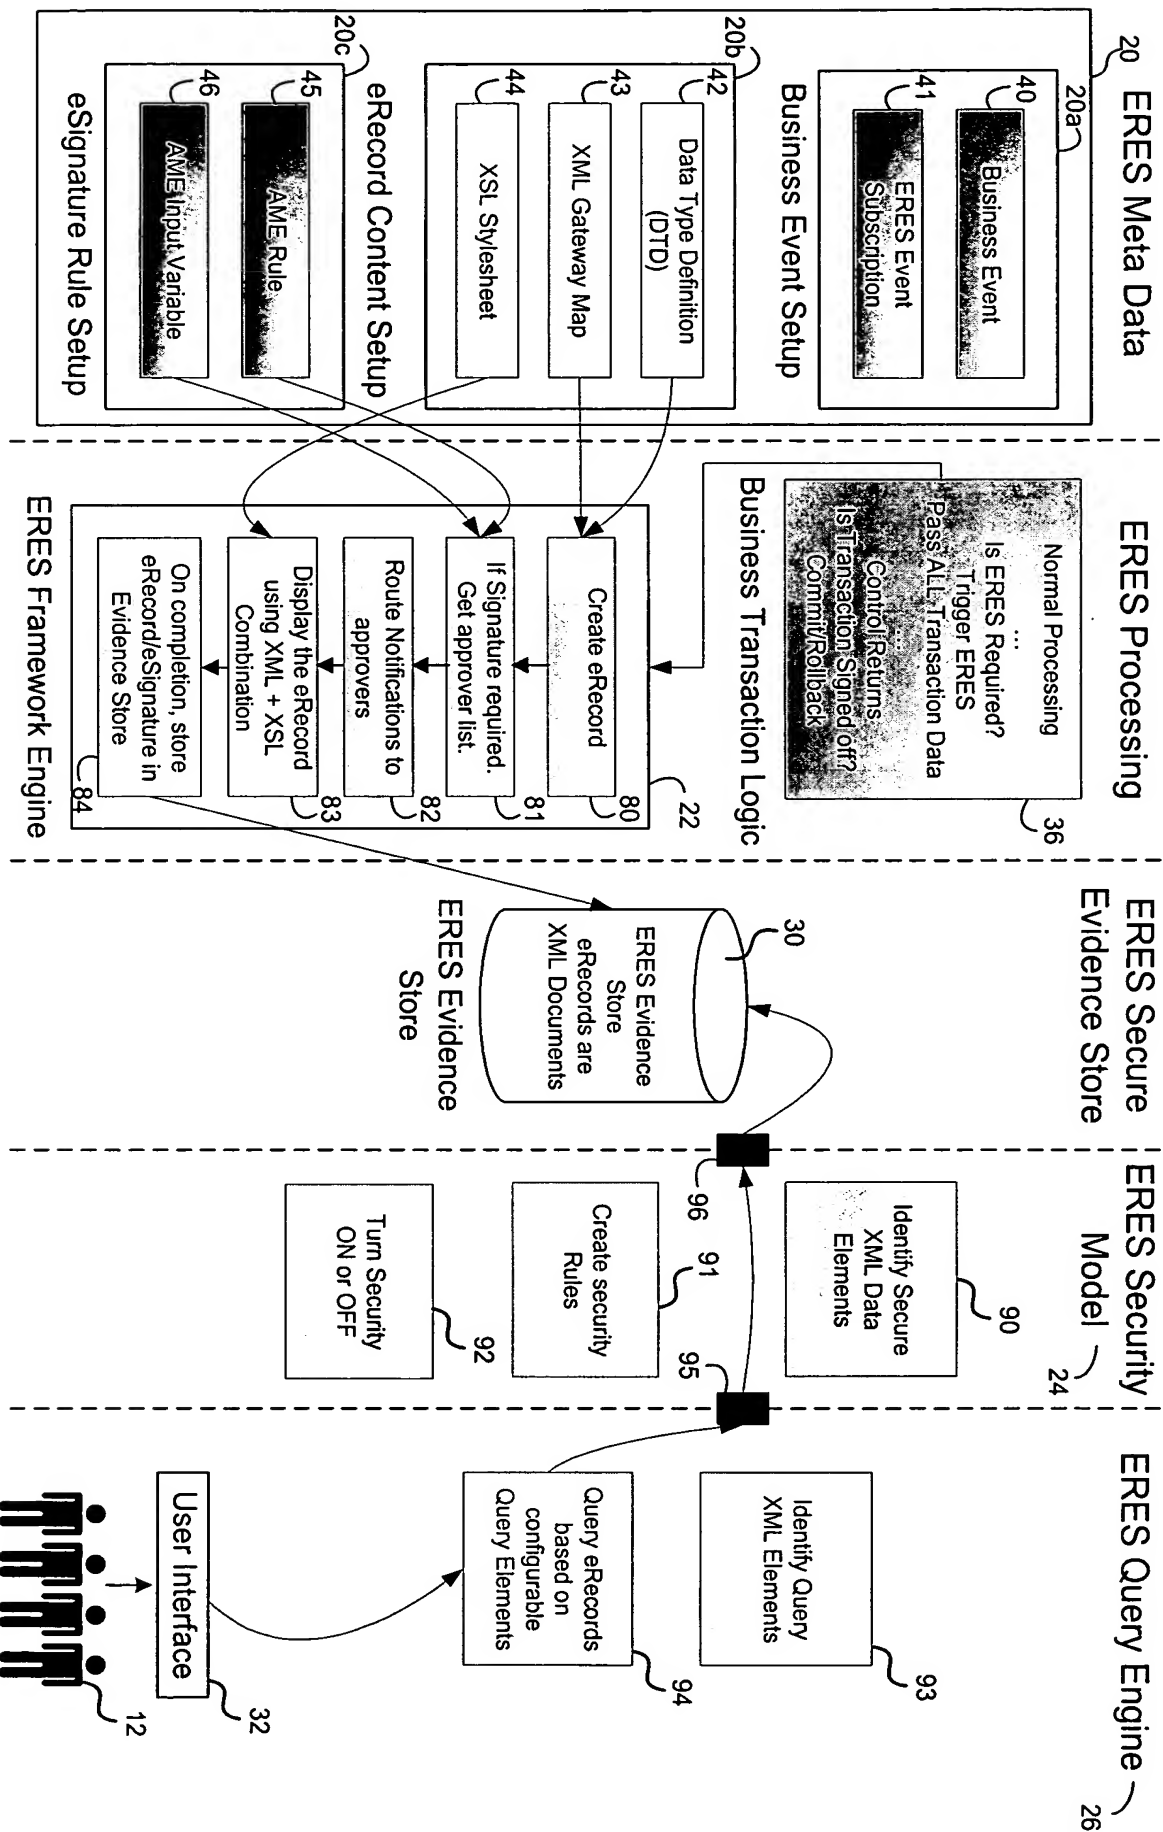 20
ERES Meta Data
20a
40
Business Event
41
ERES Event
Subscription
Business Event Setup
20b
42
Data Type Definition
(DTD)
43
XML Gateway Map
44
XSL Stylesheet
eRecord Content Setup
20c
45
AME Rule
46
AME Input Variable
eSignature Rule Setup
ERES Processing
Normal Processing
...
Is ERES Required?
Trigger ERES
Pass ALL Transaction Data
...
Control Returns
Is Transaction Signed off?
Commit/Rollback
36
Business Transaction Logic
22
Create eRecord
80
If Signature required.
Get approver list.
81
Route Notifications to
approvers
82
Display the eRecord
using XML + XSL
Combination
83
On completion, store
eRecord/eSignature in
Evidence Store
84
ERES Framework Engine
ERES Secure
Evidence Store
30
ERES Evidence
Store
eRecords are
XML Documents
ERES Evidence
Store
ERES Security
Model
24
Identify Secure
XML Data
Elements
90
96
95
Create security
Rules
91
Turn Security
ON or OFF
92
ERES Query Engine
26
Identify Query
XML Elements
93
Query eRecords
based on
configurable
Query Elements
94
User Interface
32
12